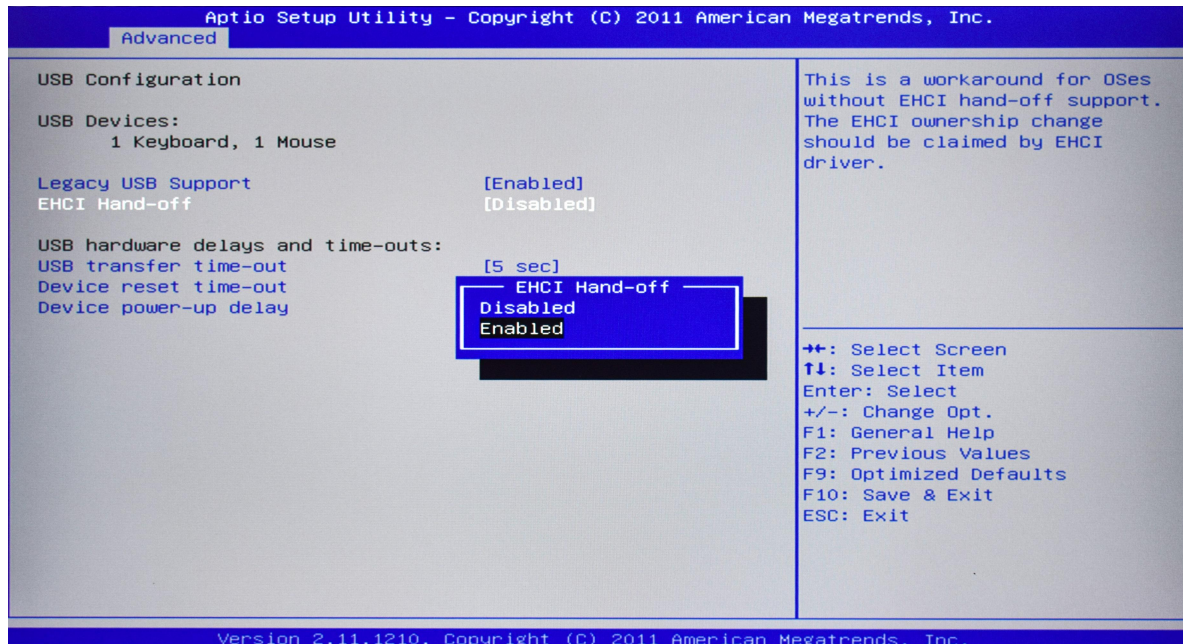 Aptio Setup Utility – Copyright (C) 2011 American Megatrends, Inc.
Advanced
USB Configuration
USB Devices:
1 Keyboard, 1 Mouse
Legacy USB Support [Enabled]
EHCI Hand-off [Disabled]
USB hardware delays and time-outs:
USB transfer time-out [5 sec]
Device reset time-out
Device power-up delay
EHCI Hand-off
Disabled
Enabled
This is a workaround for OSes
without EHCI hand-off support.
The EHCI ownership change
should be claimed by EHCI
driver.
→←: Select Screen
↑↓: Select Item
Enter: Select
+/-: Change Opt.
F1: General Help
F2: Previous Values
F9: Optimized Defaults
F10: Save & Exit
ESC: Exit
Version 2.11.1210. Copyright (C) 2011 American Megatrends, Inc.